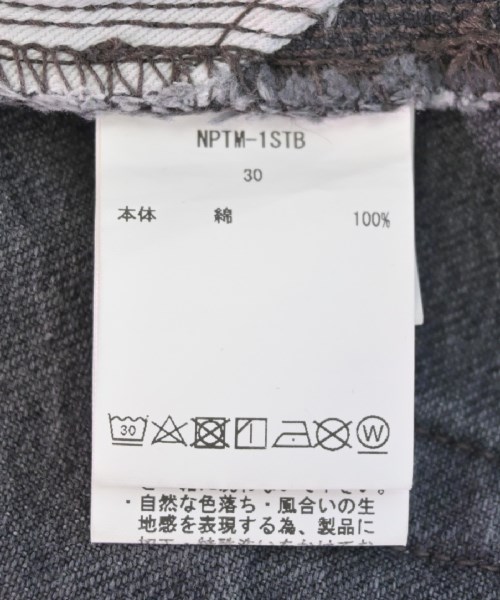 NPTM-1STB
30
本体 綿 100%
30 W
・自然な色落ち・風合いの生
地感を表現する為、製品に